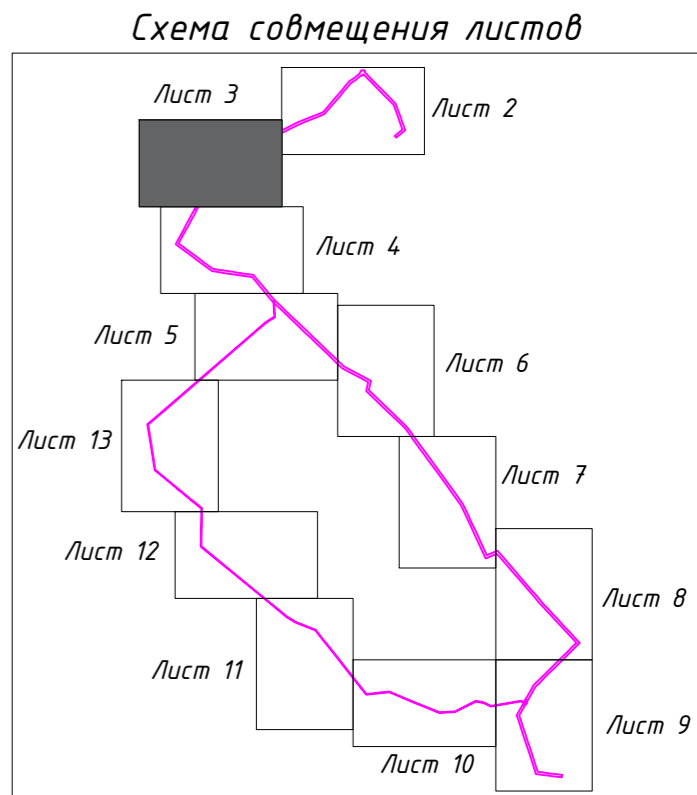 Схема совмещения листов
Лист 3
Лист 2
Лист 4
Лист 5
Лист 6
Лист 13
Лист 7
Лист 12
Лист 8
Лист 11
Лист 9
Лист 10